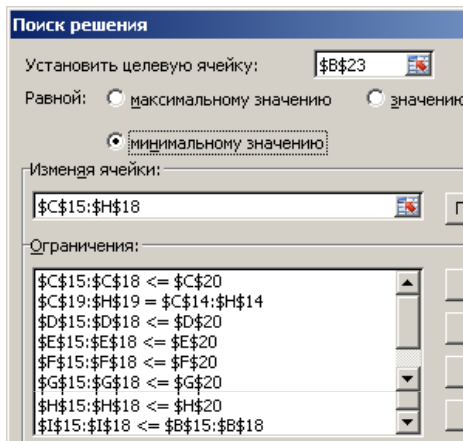 Поиск решения
Установить целевую ячейку: $B$23
Равной: максимальному значению значению
минимальному значению
Изменяя ячейки:
$C$15:$H$18
Ограничения:
$C$15:$C$18 <= $C$20
$C$19:$H$19 = $C$14:$H$14
$D$15:$D$18 <= $D$20
$E$15:$E$18 <= $E$20
$F$15:$F$18 <= $F$20
$G$15:$G$18 <= $G$20
$H$15:$H$18 <= $H$20
$I$15:$I$18 <= $B$15:$B$18